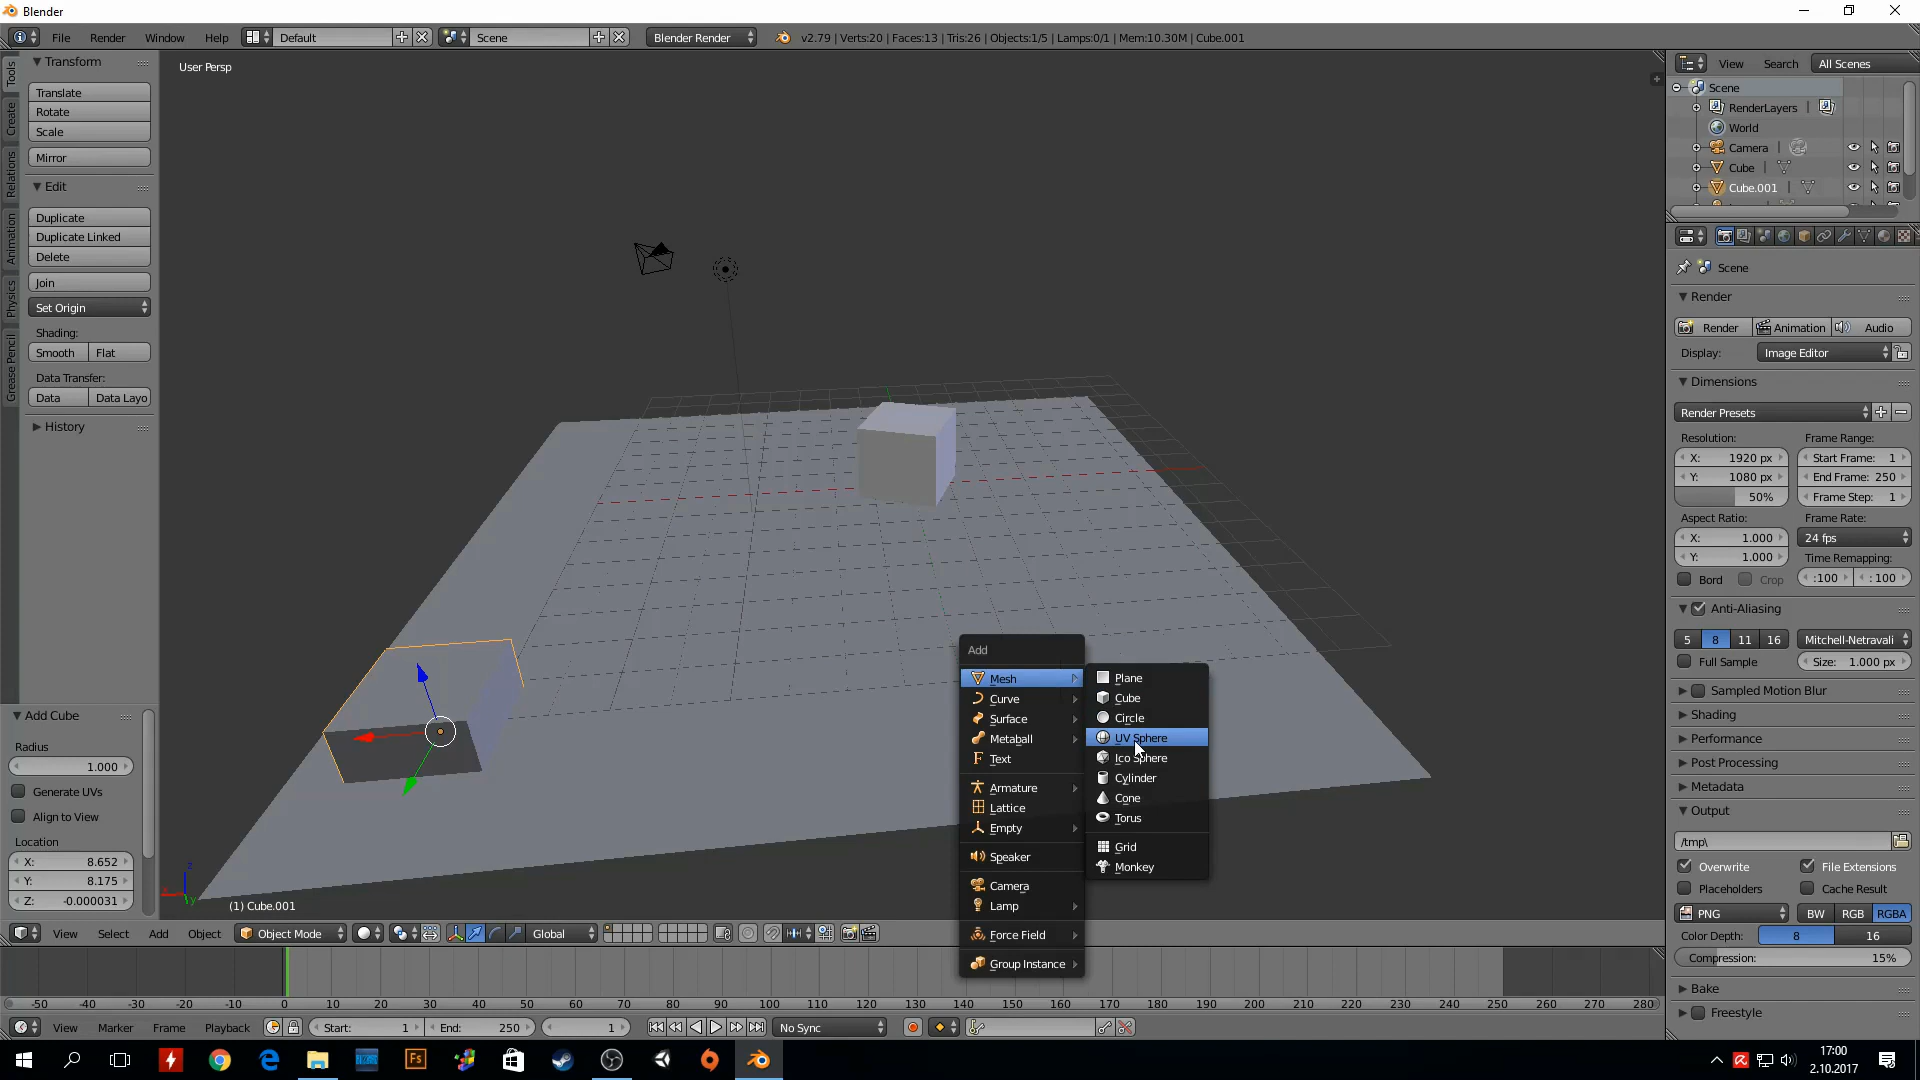 Blender
File Render Window Help Default Scene Blender Render v2.79 | Verts:20 | Faces:13 | Tris:26 | Objects:1/5 | Lamps:0/1 | Mem:10.30M | Cube.001
Tools
Create
Relations
Animation
Physics
Grease Pencil
Transform
Translate
Rotate
Scale
Mirror
Edit
Duplicate
Duplicate Linked
Delete
Join
Set Origin
Shading:
Smooth Flat
Data Transfer:
Data Data Layo
History
Add Cube
Radius
1.000
Generate UVs
Align to View
Location
X: 8.652
Y: 8.175
Z: -0.000031
User Persp
(1) Cube.001
Add
Mesh
Curve
Surface
Metaball
Text
Armature
Lattice
Empty
Speaker
Camera
Lamp
Force Field
Group Instance
Plane
Cube
Circle
UV Sphere
Ico Sphere
Cylinder
Cone
Torus
Grid
Monkey
View Select Add Object Object Mode Global
-50 -40 -30 -20 -10 0 10 20 30 40 50 60 70 80 90 100 110 120 130 140 150 160 170 180 190 200 210 220 230 240 250 260 270 280
View Marker Frame Playback Start: 1 End: 250 1 No Sync
View Search All Scenes
Scene
RenderLayers |
World
Camera |
Cube |
Cube.001 |
Scene
Render
Render Animation Audio
Display: Image Editor
Dimensions
Render Presets
Resolution: Frame Range:
X: 1920 px Start Frame: 1
Y: 1080 px End Frame: 250
50% Frame Step: 1
Aspect Ratio: Frame Rate:
X: 1.000 24 fps
Y: 1.000 Time Remapping:
Bord Crop :100 : 100
Anti-Aliasing
5 8 11 16 Mitchell-Netravali
Full Sample Size: 1.000 px
Sampled Motion Blur
Shading
Performance
Post Processing
Metadata
Output
/tmp\
Overwrite File Extensions
Placeholders Cache Result
PNG BW RGB RGBA
Color Depth: 8 16
Compression: 15%
Bake
Freestyle
Fs
17:00
2.10.2017